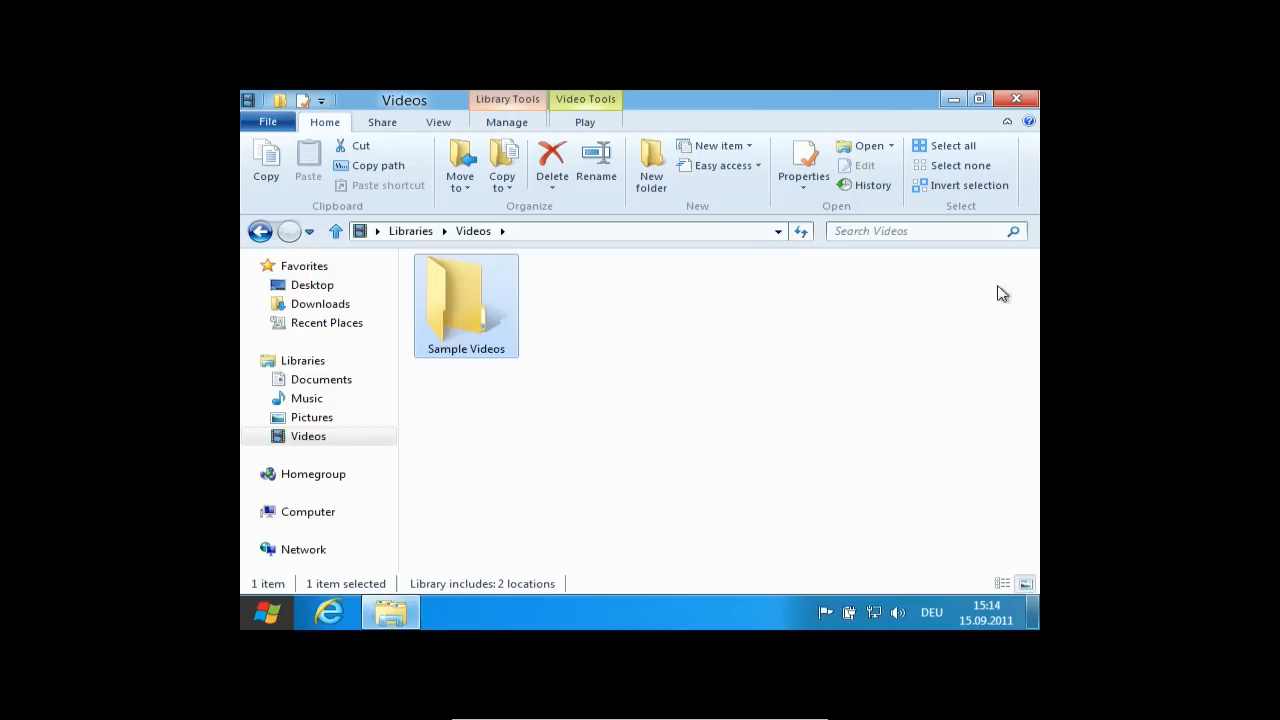 Videos
Library Tools
Video Tools
File
Home
Share
View
Manage
Play
Copy
Paste
Cut
Copy path
Paste shortcut
Clipboard
Move to
Copy to
Delete
Rename
Organize
New folder
New item
Easy access
New
Properties
Open
Edit
History
Open
Select all
Select none
Invert selection
Select
Libraries
Videos
Search Videos
Favorites
Desktop
Downloads
Recent Places
Libraries
Documents
Music
Pictures
Videos
Homegroup
Computer
Network
Sample Videos
1 item
1 item selected
Library includes: 2 locations
DEU
15:14
15.09.2011